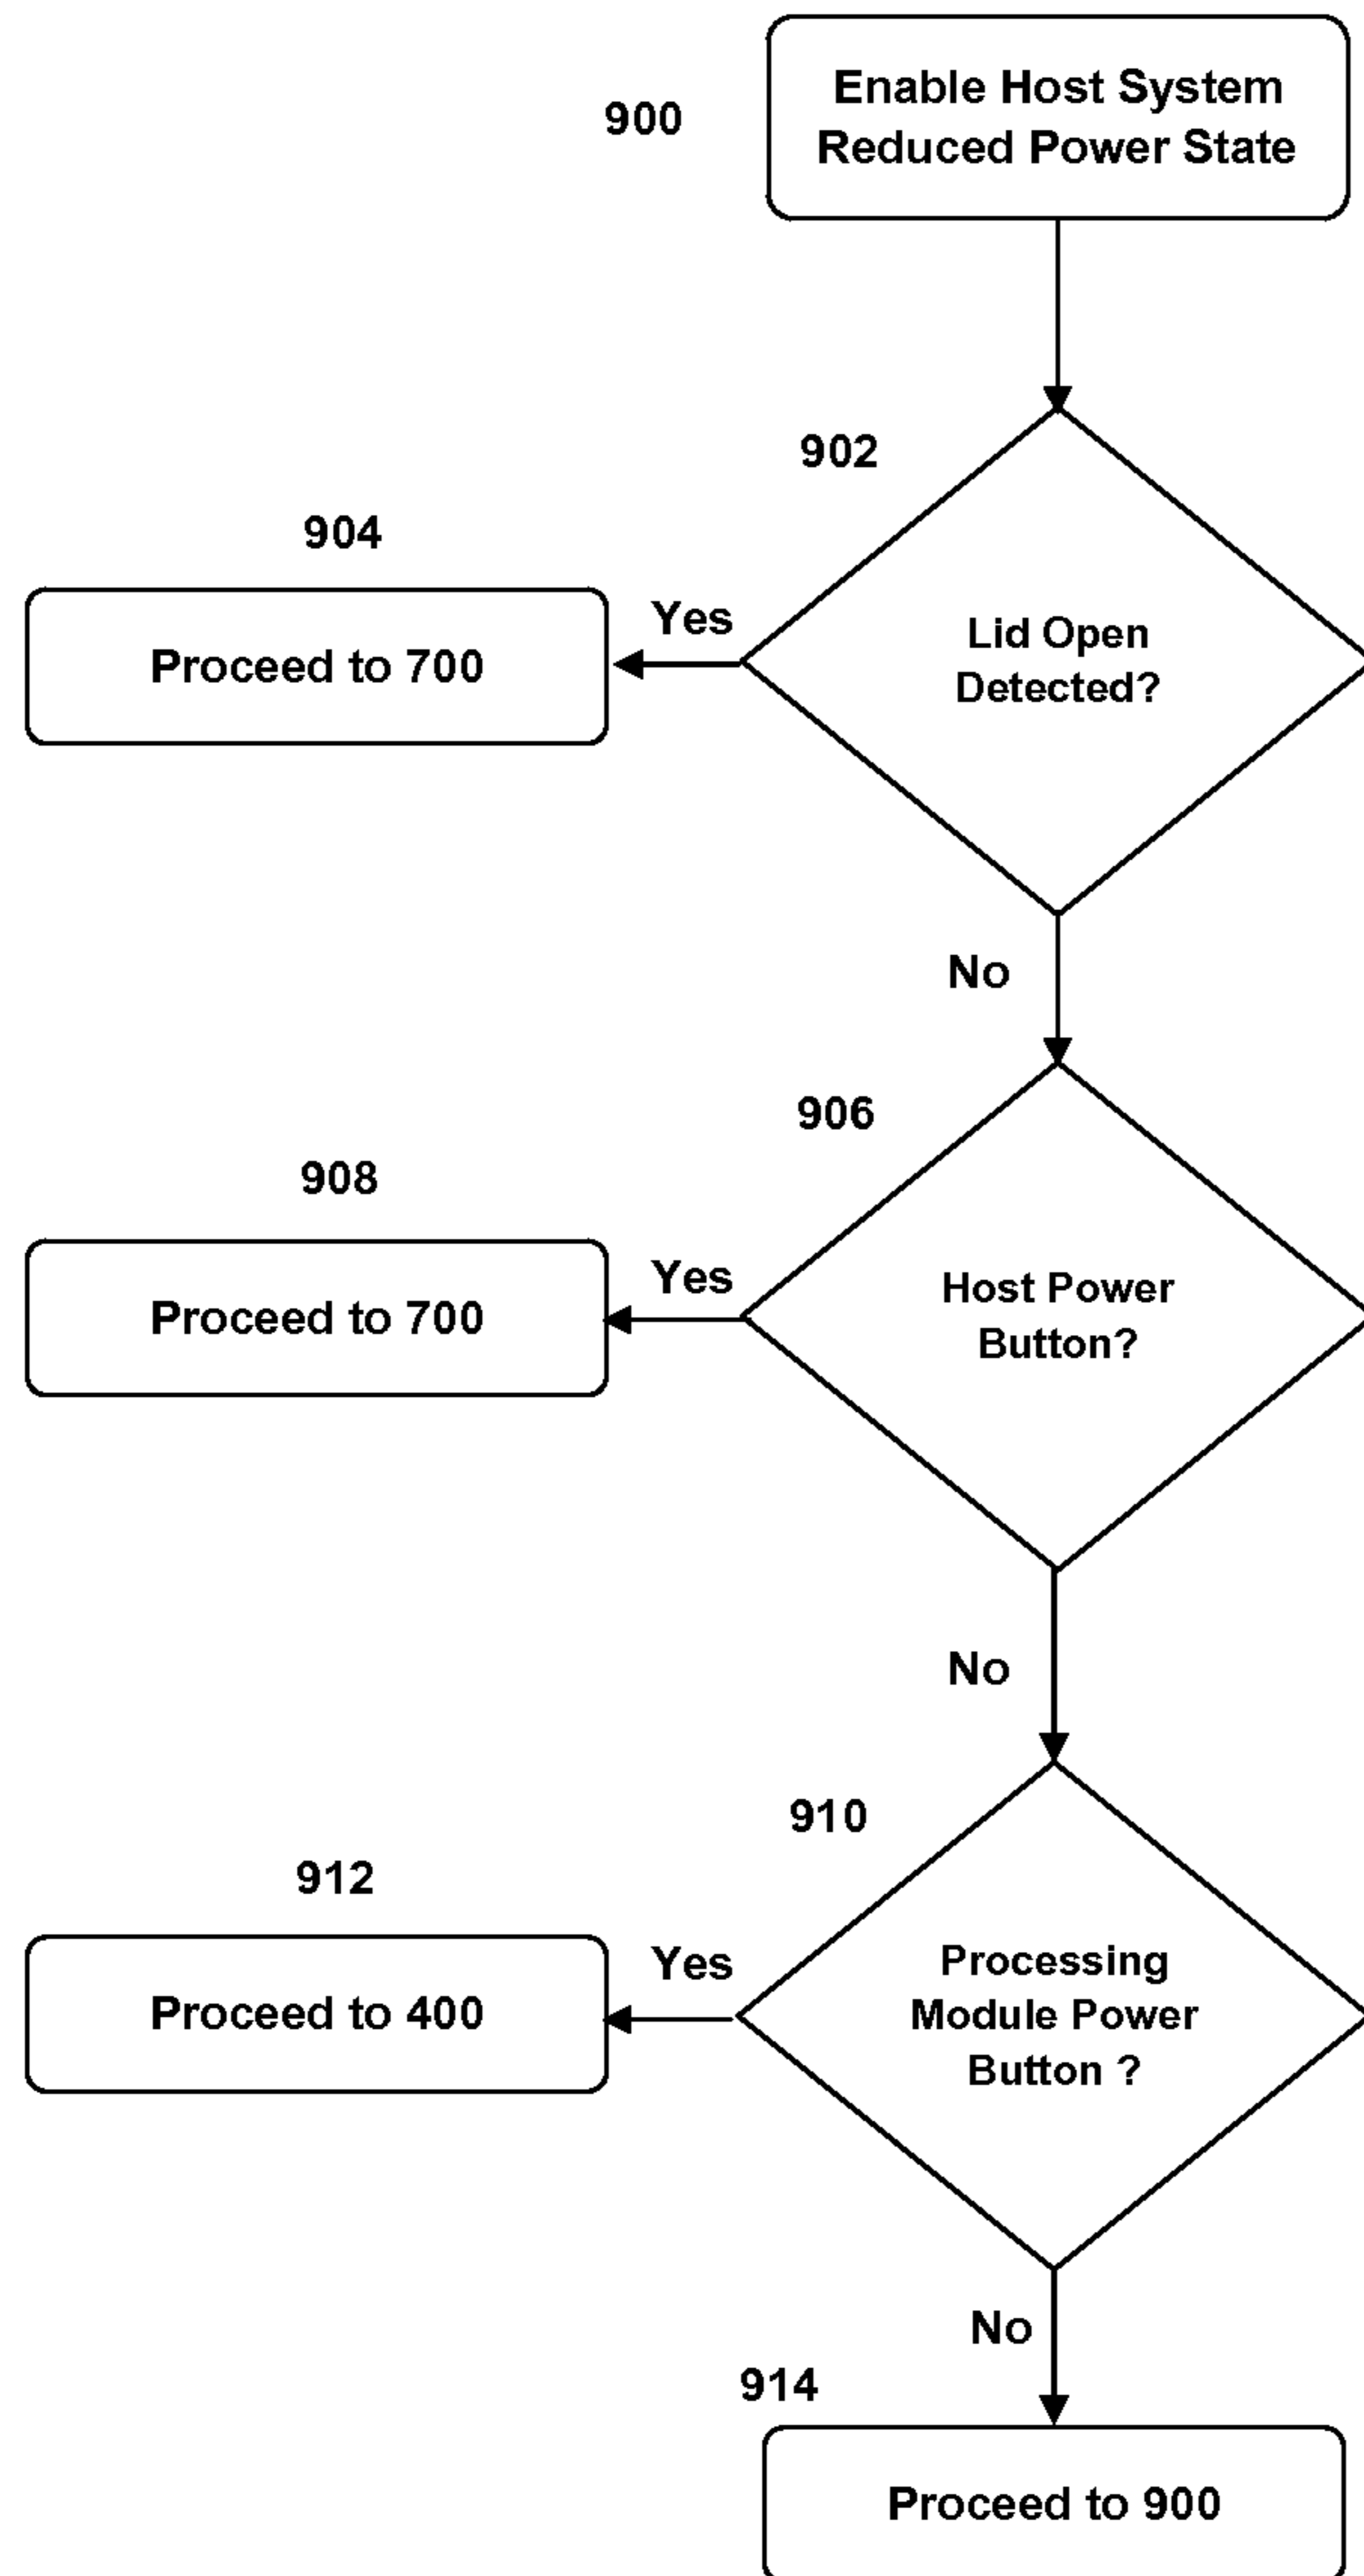 900
Enable Host System
Reduced Power State
902
904
Yes
Proceed to 700
Lid Open
Detected?
No
906
908
Yes
Proceed to 700
Host Power
Button?
No
910
912
Yes
Proceed to 400
Processing
Module Power
Button ?
No
914
Proceed to 900